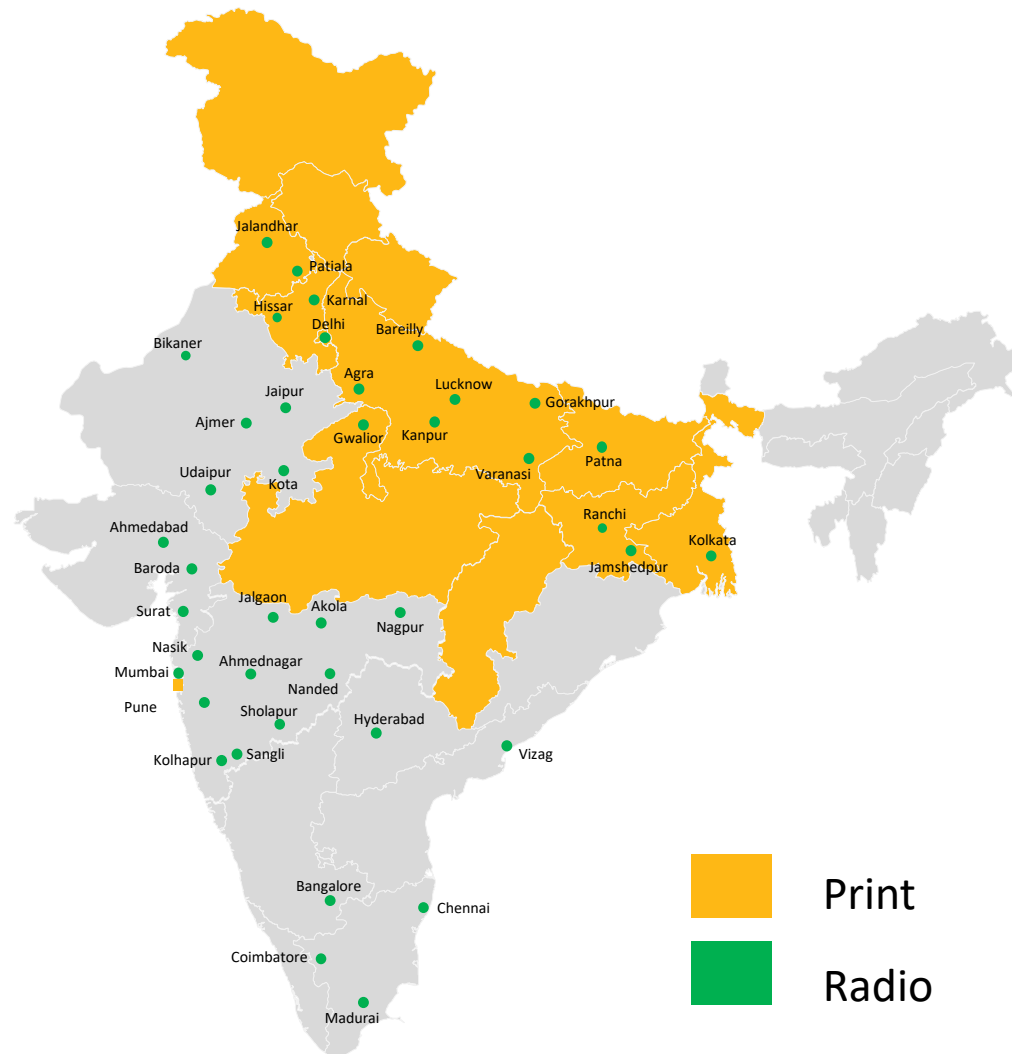 Jalandhar
Patiala
Karnal
Hissar
Delhi
Bareilly
Bikaner
Agra
Lucknow
Jaipur
Gorakhpur
Ajmer
Gwalior
Kanpur
Patna
Varanasi
Udaipur
Kota
Ranchi
Ahmedabad
Kolkata
Jamshedpur
Baroda
Jalgaon
Akola
Surat
Nagpur
Nasik
Ahmednagar
Mumbai
Nanded
Pune
Sholapur
Hyderabad
Sangli
Vizag
Kolhapur
Bangalore
Print
Chennai
Coimbatore
Radio
Madurai